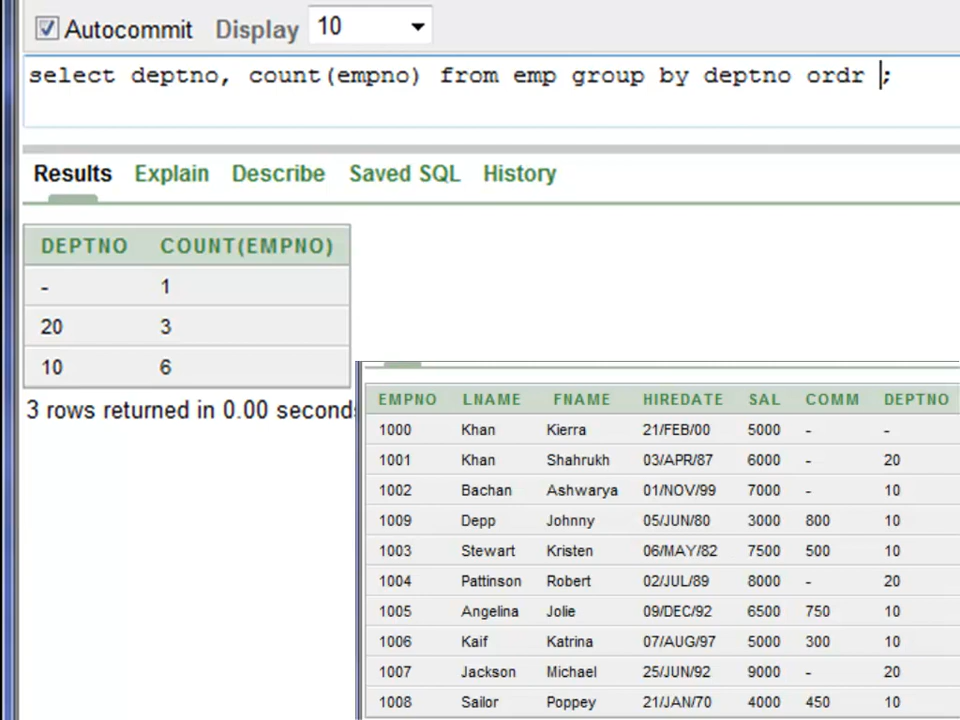 Autocommit Display 10
select deptno, count(empno) from emp group by deptno ordr ;
Results Explain Describe Saved SQL History
DEPTNO COUNT(EMPNO)
- 1
20 3
10 6
3 rows returned in 0.00 seconds
EMPNO LNAME FNAME HIREDATE SAL COMM DEPTNO
1000 Khan Kierra 21/FEB/00 5000 - -
1001 Khan Shahrukh 03/APR/87 6000 - 20
1002 Bachan Ashwarya 01/NOV/99 7000 - 10
1009 Depp Johnny 05/JUN/80 3000 800 10
1003 Stewart Kristen 06/MAY/82 7500 500 10
1004 Pattinson Robert 02/JUL/89 8000 - 20
1005 Angelina Jolie 09/DEC/92 6500 750 10
1006 Kaif Katrina 07/AUG/97 5000 300 10
1007 Jackson Michael 25/JUN/92 9000 - 20
1008 Sailor Poppey 21/JAN/70 4000 450 10